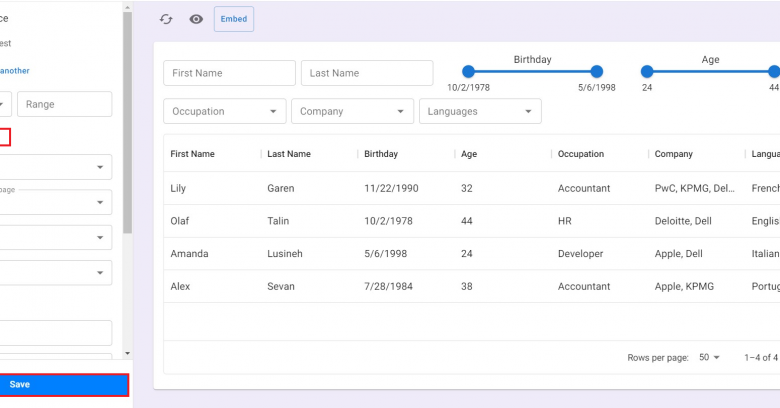 ce
est
another
Range
page
Save
Embed
First Name
Last Name
Birthday
10/2/1978
5/6/1998
Age
24
44
Occupation
Company
Languages
First Name Last Name Birthday Age Occupation Company Langua
Lily Garen 11/22/1990 32 Accountant PwC, KPMG, Del... French
Olaf Talin 10/2/1978 44 HR Deloitte, Dell English
Amanda Lusineh 5/6/1998 24 Developer Apple, Dell Italian
Alex Sevan 7/28/1984 38 Accountant Apple, KPMG Portug
Rows per page: 50 1–4 of 4